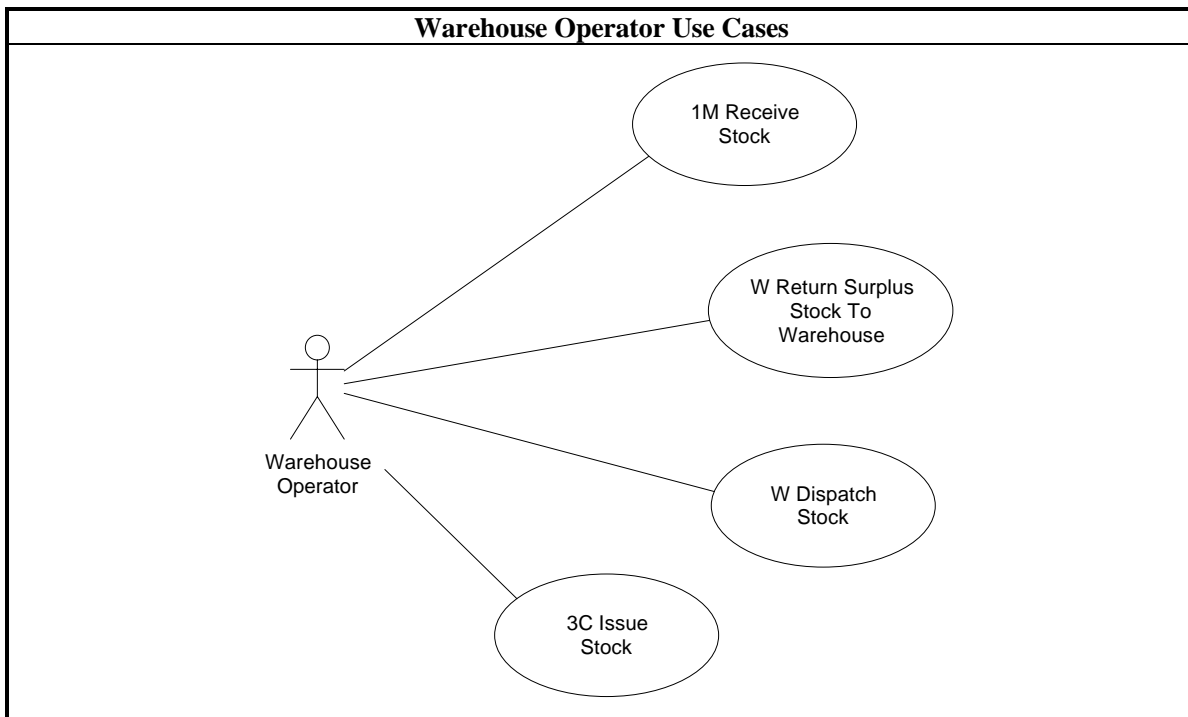 Warehouse Operator Use Cases
1M Receive
Stock
W Return Surplus
Stock To
Warehouse
Warehouse
Operator
W Dispatch
Stock
3C Issue
Stock